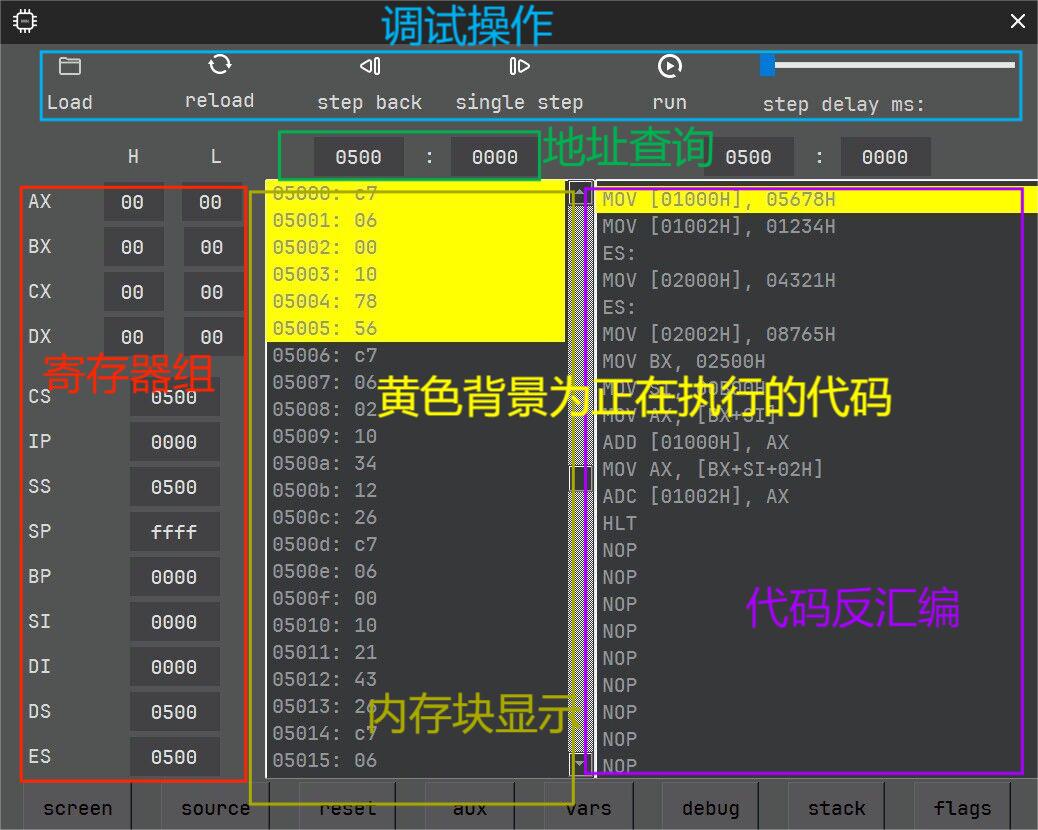 调试操作
Load reload step back single step run step delay ms:
H L 0500 : 0000 地址查询 0500 : 0000
AX 00 00
BX 00 00
CX 00 00
DX 00 00
寄存器组
CS 0500
IP 0000
SS 0500
SP ffff
BP 0000
SI 0000
DI 0000
DS 0500
ES 0500
05000: c7
05001: 06
05002: 00
05003: 10
05004: 78
05005: 56
05006: c7
05007: 06
05008: 02
05009: 10
0500a: 34
0500b: 12
0500c: 26
0500d: c7
0500e: 06
0500f: 00
05010: 10
05011: 21
05012: 43
05013: 26
05014: c7
05015: 06
黄色背景为正在执行的代码
内存块显示
MOV [01000H], 05678H
MOV [01002H], 01234H
ES:
MOV [02000H], 04321H
ES:
MOV [02002H], 08765H
MOV BX, 02500H
MOV AX, [BX+SI]
ADD [01000H], AX
MOV AX, [BX+SI+02H]
ADC [01002H], AX
HLT
NOP
NOP
NOP
NOP
NOP
NOP
NOP
NOP
NOP
代码反汇编
screen source reset aux vars debug stack flags